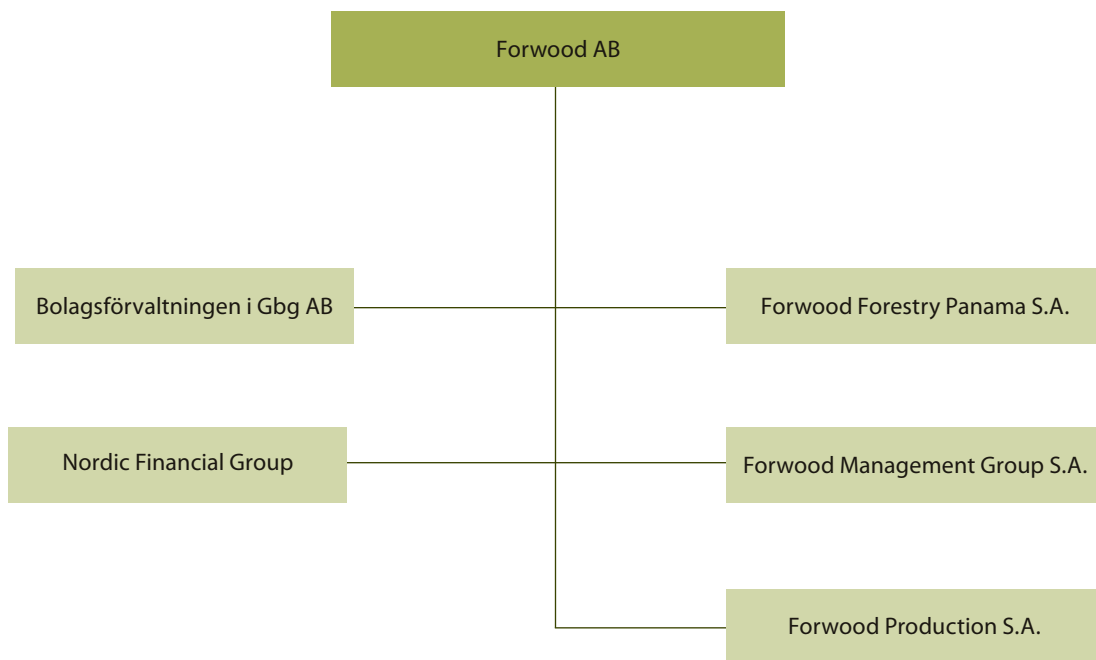 Forwood AB
Bolagsförvaltningen i Gbg AB
Forwood Forestry Panama S.A.
Nordic Financial Group
Forwood Management Group S.A.
Forwood Production S.A.